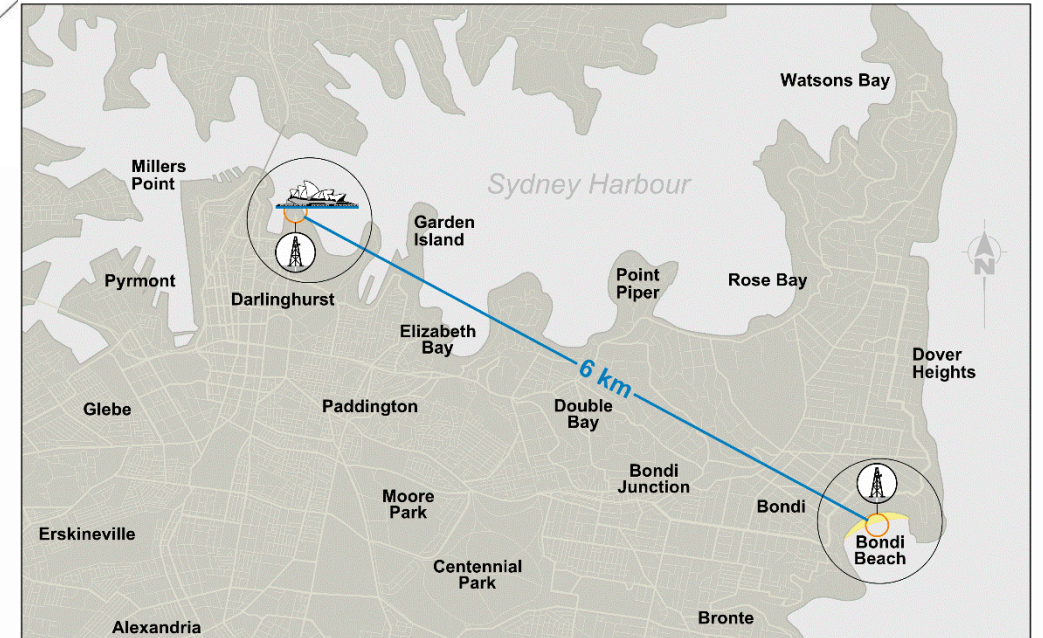 Watsons Bay
Millers
Point
Sydney Harbour
Garden
Island
N
Pyrmont
Darlinghurst
Point
Piper
Rose Bay
Elizabeth
Bay
Dover
Heights
6 km
Glebe
Paddington
Double
Bay
Bondi
Junction
Moore
Park
Bondi
Erskineville
Bondi
Beach
Centennial
Park
Bronte
Alexandria